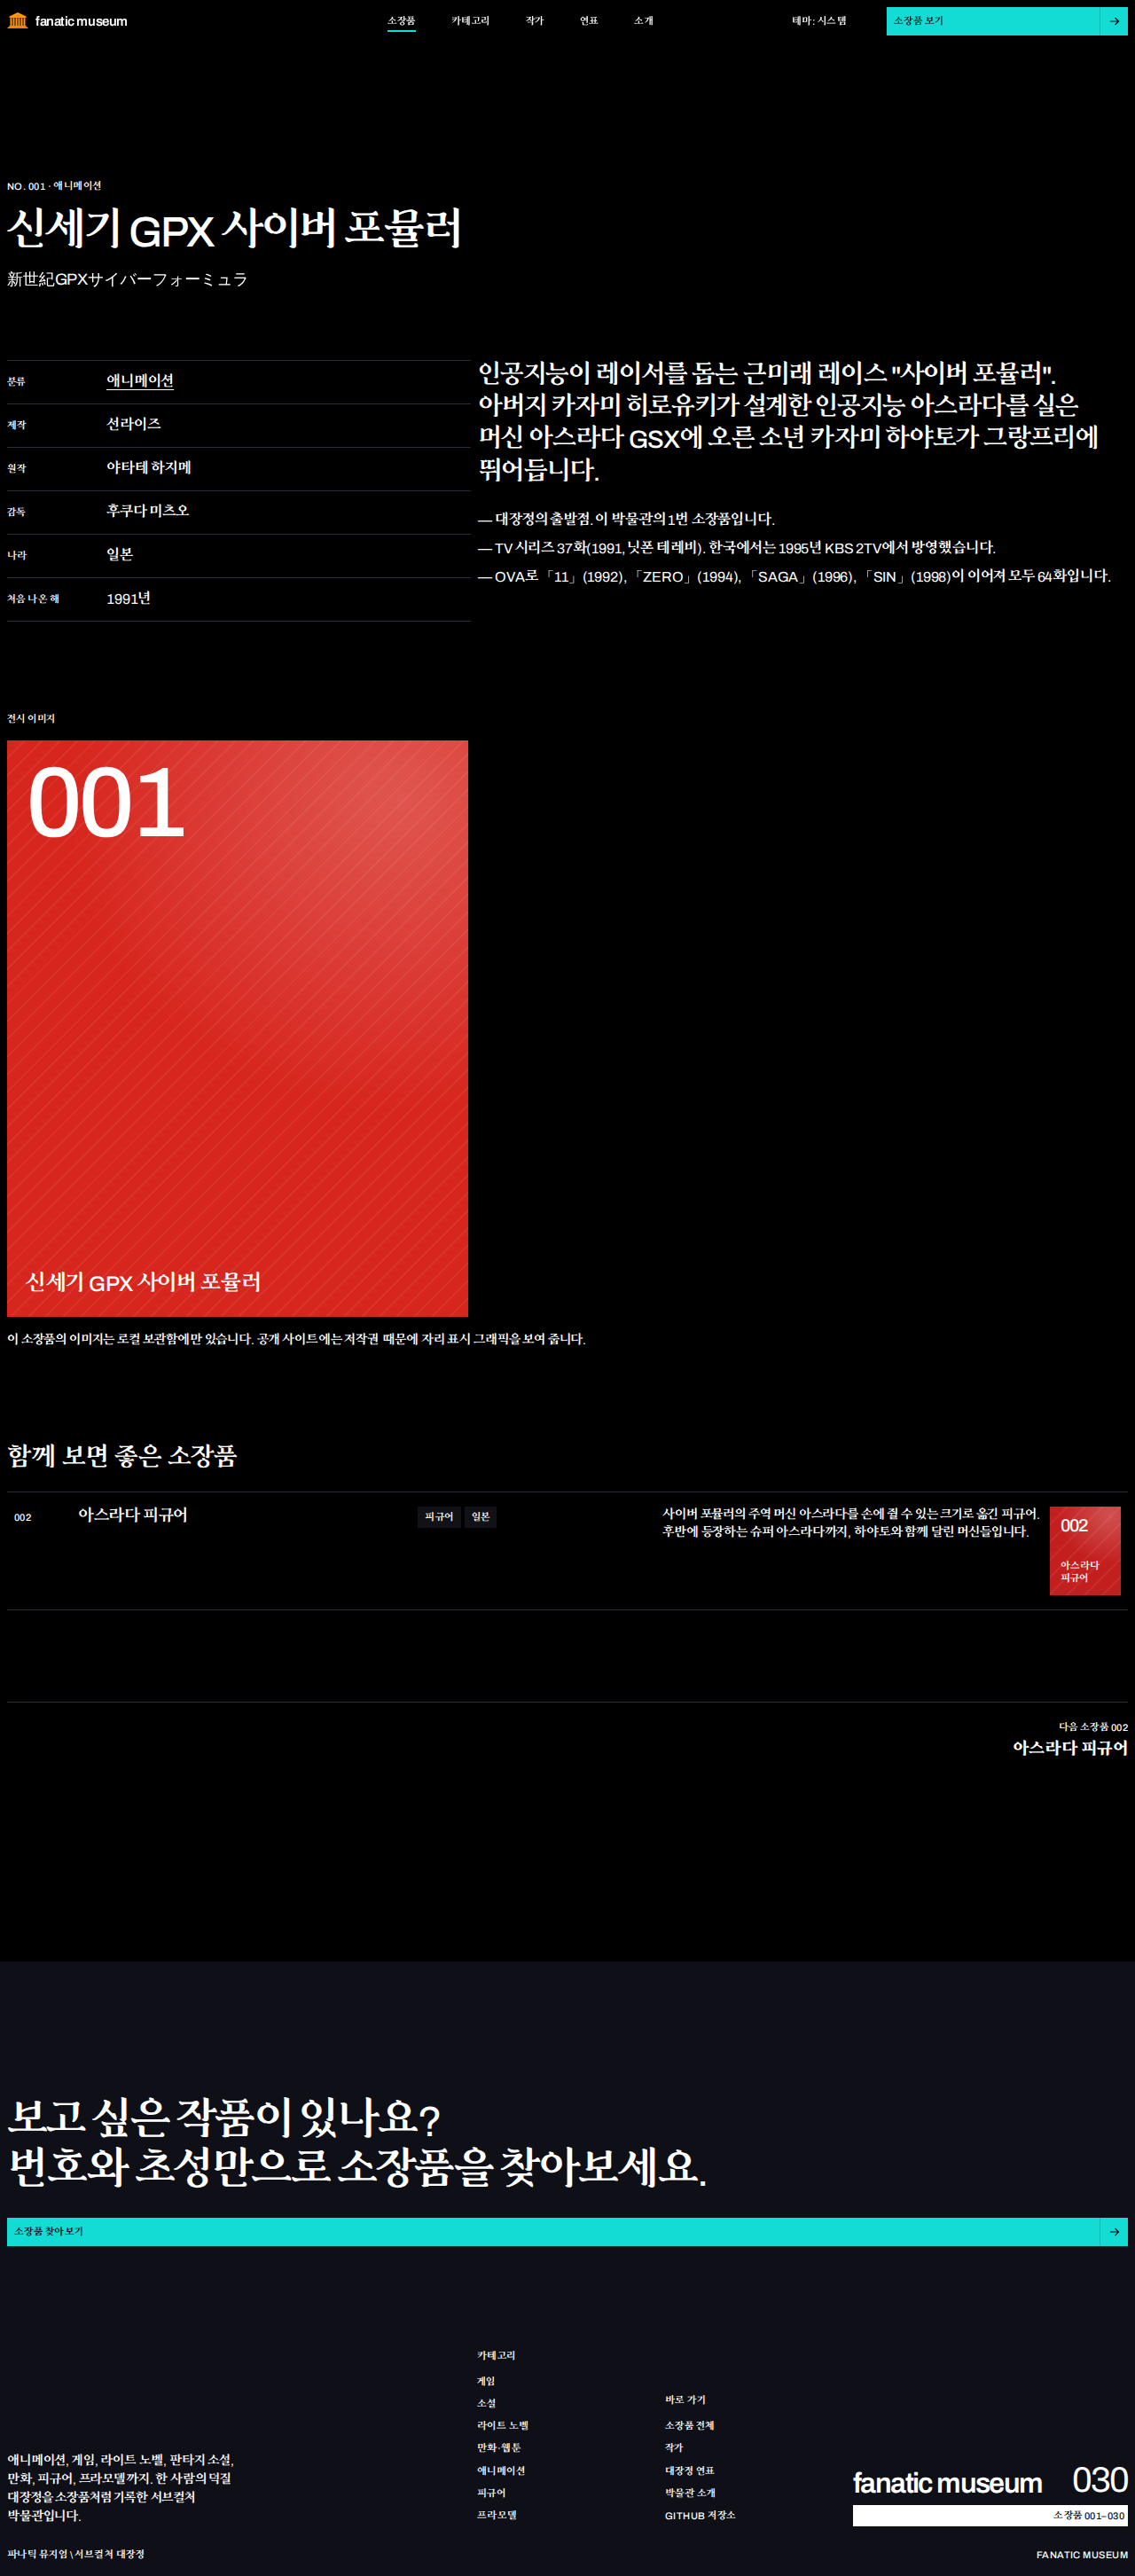 fanatic museum
소장품
카테고리
작가
연표
소개
테마: 시스템
소장품 보기
NO. 001 · 애니메이션
신세기 GPX 사이버 포뮬러
新世紀GPXサイバーフォーミュラ
분류
애니메이션
제작
선라이즈
원작
야타테 하지메
감독
후쿠다 미츠오
나라
일본
처음 나온 해
1991년
인공지능이 레이서를 돕는 근미래 레이스 "사이버 포뮬러".
아버지 카자미 히로유키가 설계한 인공지능 아스라다를 실은
머신 아스라다 GSX에 오른 소년 카자미 하야토가 그랑프리에
뛰어듭니다.
— 대장정의 출발점. 이 박물관의 1번 소장품입니다.
— TV 시리즈 37화(1991, 닛폰 테레비). 한국에서는 1995년 KBS 2TV에서 방영했습니다.
— OVA로 「11」(1992), 「ZERO」(1994), 「SAGA」(1996), 「SIN」(1998)이 이어져 모두 64화입니다.
전시 이미지
001
신세기 GPX 사이버 포뮬러
이 소장품의 이미지는 로컬 보관함에만 있습니다. 공개 사이트에는 저작권 때문에 자리 표시 그래픽을 보여 줍니다.
함께 보면 좋은 소장품
002
아스라다 피규어
피규어
일본
사이버 포뮬러의 주역 머신 아스라다를 손에 쥘 수 있는 크기로 옮긴 피규어.
후반에 등장하는 슈퍼 아스라다까지, 하야토와 함께 달린 머신들입니다.
002
아스라다
피규어
다음 소장품 002
아스라다 피규어
보고 싶은 작품이 있나요?
번호와 초성만으로 소장품을 찾아보세요.
소장품 찾아보기
카테고리
게임
소설
라이트 노벨
만화·웹툰
애니메이션
피규어
프라모델
바로 가기
소장품 전체
작가
대장정 연표
박물관 소개
GITHUB 저장소
애니메이션, 게임, 라이트 노벨, 판타지 소설,
만화, 피규어, 프라모델까지. 한 사람의 덕질
대장정을 소장품처럼 기록한 서브컬처
박물관입니다.
fanatic museum
030
소장품 001–030
파나틱 뮤지엄 \ 서브컬처 대장정
FANATIC MUSEUM